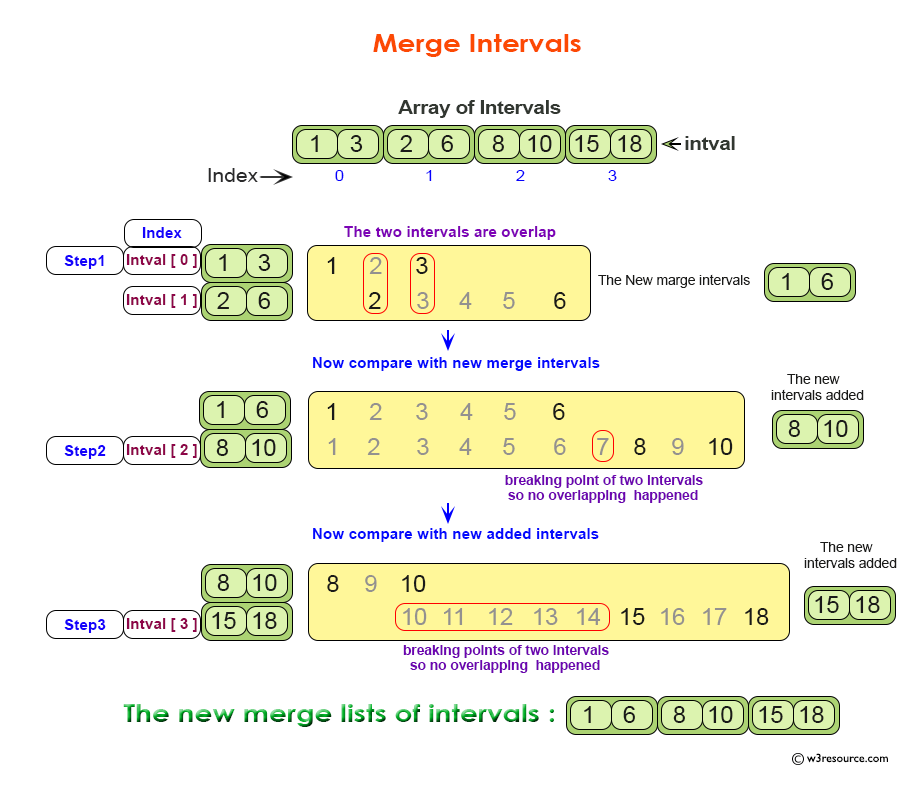 Merge Intervals
Array of Intervals
1 3 2 6 8 10 15 18 intval
Index 0 1 2 3
Index
The two intervals are overlap
Step1 Intval [ 0 ] 1 3 1 2 3
The New marge intervals 1 6
Intval [ 1 ] 2 6 2 3 4 5 6
Now compare with new merge intervals
The new
intervals added
1 6 1 2 3 4 5 6
8 10
Step2 Intval [ 2 ] 8 10 1 2 3 4 5 6 7 8 9 10
breaking point of two Intervals
so no overlapping happened
Now compare with new added intervals
The new
intervals added
8 10 8 9 10
15 18
Step3 Intval [ 3 ] 15 18 10 11 12 13 14 15 16 17 18
breaking points of two Intervals
so no overlapping happened
The new merge lists of intervals : 1 6 8 10 15 18
© w3resource.com